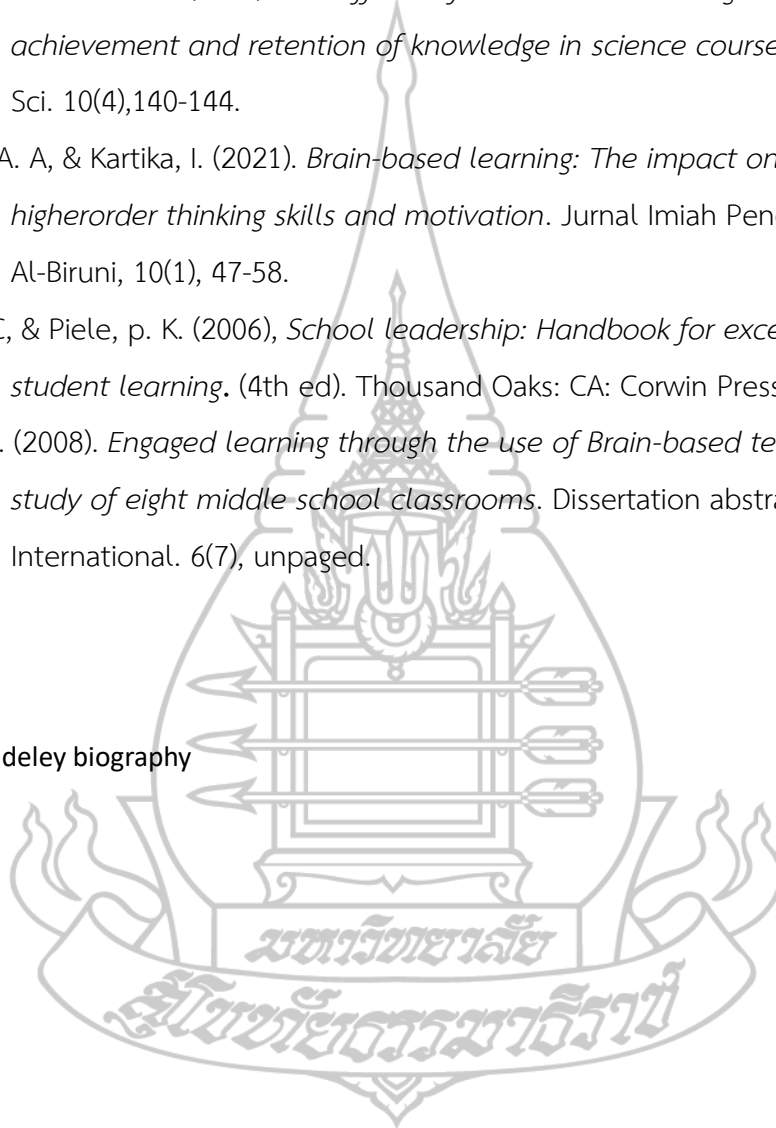 achievement and retention of knowledge in science course
Sci. 10(4),140-144.
A. A, & Kartika, I. (2021). Brain-based learning: The impact on
higherorder thinking skills and motivation. Jurnal Imiah Pend
Al-Biruni, 10(1), 47-58.
C, & Piele, p. K. (2006), School leadership: Handbook for exce
student learning. (4th ed). Thousand Oaks: CA: Corwin Press
. (2008). Engaged learning through the use of Brain-based te
study of eight middle school classrooms. Dissertation abstra
International. 6(7), unpaged.
deley biography
มหาวิทยาลัย
สุโขทัยธรรมาธิราช